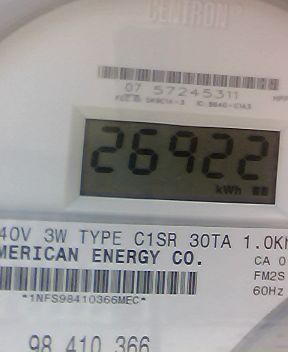 CENTRON®
07 57245311
26922
kWh
40V 3W TYPE C1SR 30TA 1.0Kh
MERICAN ENERGY CO.
CA 0
FM2S
60Hz
*1NFS98410366MEC*
98 410 366